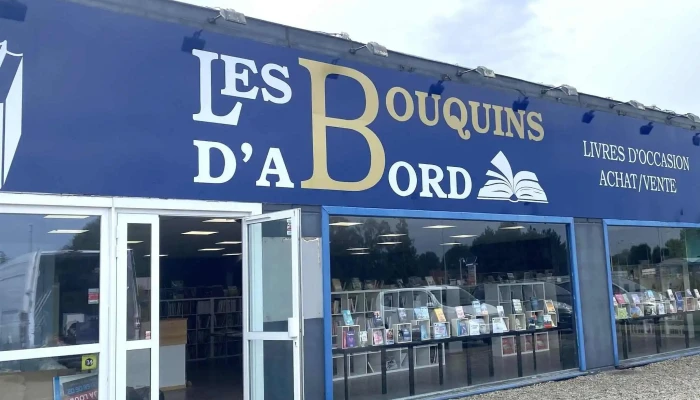 LES BOUQUINS
D'ABORD
LIVRES D'OCCASION
ACHAT/VENTE